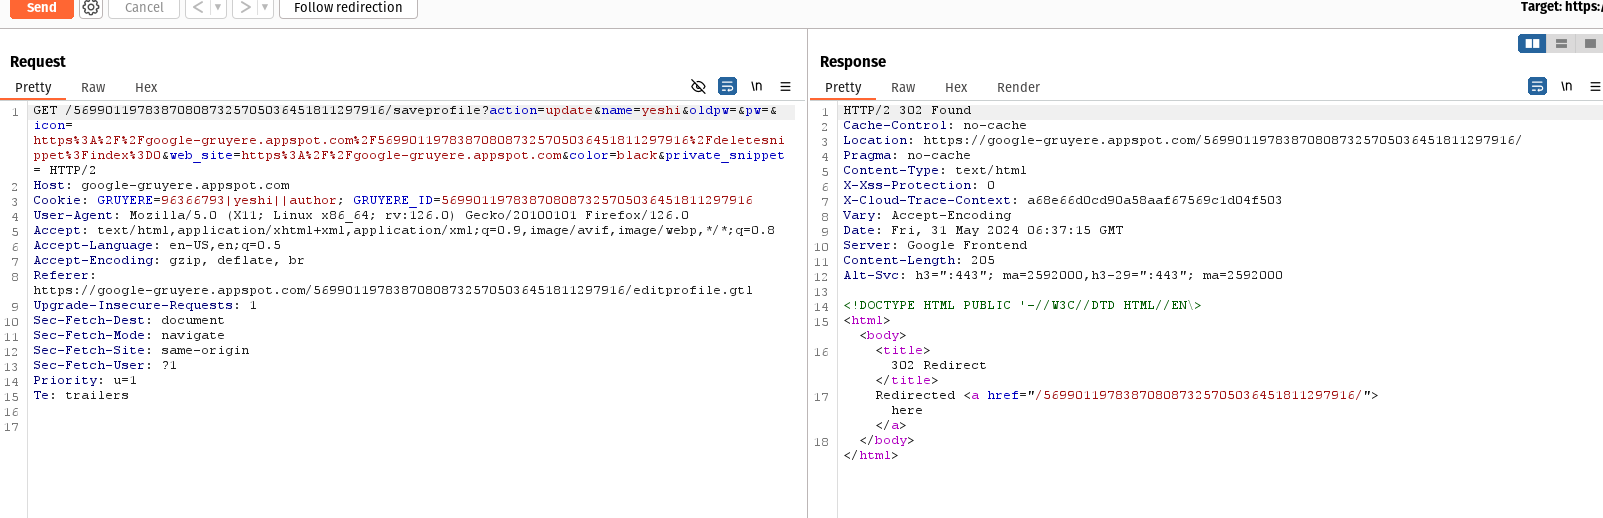 Send
Cancel
< ▼
> ▼
Follow redirection
Target: https:/
Request
Pretty Raw Hex
\n
1 GET /569901197838708087325705036451811297916/saveprofile?action=update&name=yeshi&oldpw=&pw=&
icon=
https%3A%2F%2Fgoogle-gruyere.appspot.com%2F569901197838708087325705036451811297916%2Fdeletesni
ppet%3Findex%3D0&web_site=https%3A%2F%2Fgoogle-gruyere.appspot.com&color=black&private_snippet
= HTTP/2
2 Host: google-gruyere.appspot.com
3 Cookie: GRUYERE=96366793|yeshi||author; GRUYERE_ID=569901197838708087325705036451811297916
4 User-Agent: Mozilla/5.0 (X11; Linux x86_64; rv:126.0) Gecko/20100101 Firefox/126.0
5 Accept: text/html,application/xhtml+xml,application/xml;q=0.9,image/avif,image/webp,*/*;q=0.8
6 Accept-Language: en-US,en;q=0.5
7 Accept-Encoding: gzip, deflate, br
8 Referer:
https://google-gruyere.appspot.com/569901197838708087325705036451811297916/editprofile.gtl
9 Upgrade-Insecure-Requests: 1
10 Sec-Fetch-Dest: document
11 Sec-Fetch-Mode: navigate
12 Sec-Fetch-Site: same-origin
13 Sec-Fetch-User: ?1
14 Priority: u=1
15 Te: trailers
16
17
Response
Pretty Raw Hex Render
\n
1 HTTP/2 302 Found
2 Cache-Control: no-cache
3 Location: https://google-gruyere.appspot.com/569901197838708087325705036451811297916/
4 Pragma: no-cache
5 Content-Type: text/html
6 X-Xss-Protection: 0
7 X-Cloud-Trace-Context: a68e66d0cd90a58aaf67569c1d04f503
8 Vary: Accept-Encoding
9 Date: Fri, 31 May 2024 06:37:15 GMT
10 Server: Google Frontend
11 Content-Length: 205
12 Alt-Svc: h3=":443"; ma=2592000,h3-29=":443"; ma=2592000
13
14 <!DOCTYPE HTML PUBLIC '-//W3C//DTD HTML//EN\>
15 <html>
<body>
16 <title>
302 Redirect
</title>
17 Redirected <a href="/569901197838708087325705036451811297916/">
here
</a>
18 </body>
</html>